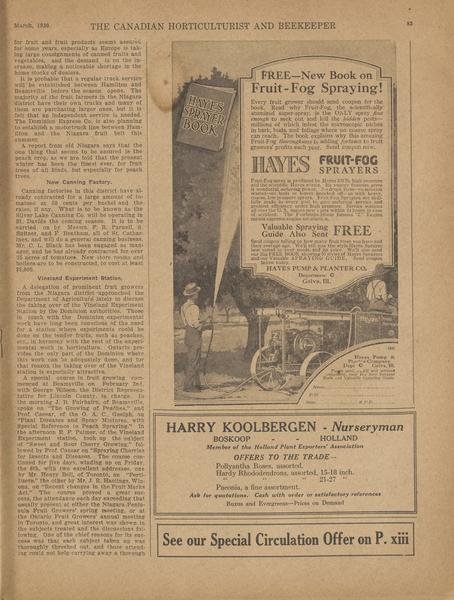 March, 1920.
THE CANADIAN HORTICULTURIST AND BEEKEEPER
83
for fruit and fruit products seems assured
for some years, especially as Europe is tak-
ing large consignments of canned fruits and
vegetables, and the demand is on the in-
crease, making a noticeable shortage in the
home stocks of dealers.
It is probable that a regular truck service
will be established between Hamilton and
Beamsville before the season opens. The
majority of the fruit farmers in the Niagara
district have their own trucks and many of
them are purchasing larger ones, but it is
felt that an independent service is needed.
The Dominion Express Co. is also planning
to establish a motortruck line between Ham-
ilton and the Niagara fruit belt this
summer.
A report from old Niagara says that the
one thing that seems to be assured is the
peach crop, as we are told that the present
winter has been the finest ever, for fruit
trees of all kinds, but especially for peach
trees.
New Canning Factory.
Canning factories in this district have al-
ready contracted for a large amount of to-
matoes at 35 cents per bushel and the
raise, if any. What is to be known as the
Silver Lake Canning Co. will be operating in
St. Davids the coming season. It is to be
carried on by Messrs. F. R. Parnell, S.
and will do a general canning business.
Mr. C. L. Black has been engaged as man-
ager, and he has already contracted for over
75 acres of tomatoes. New store rooms and
boilers are to be constructed, to cost at least
Vineland Experiment Station.
A delegation of prominent fruit growers
from the Niagara district approached the
Department of Agriculture lately to discuss
the taking over of the Vineland Experiment
Station by the Dominion authorities. Those
in touch with the Dominion experimental
work have long been conscious of the need
for a station where experiments could be
done on the tender fruits, such as peaches,
etc., in harmony with the rest of the experi-
mental work in horticulture. Ontario pro-
vides the only part of the Dominion where
this work can be adequately done, and for
that reason the taking over of the Vineland
station is especially attractive.
A special course in fruit growing com-
menced at Beamsville on February 2nd,
with George Wilson, the District Represen-
tative for Lincoln county, in charge. In
the morning J. R. Fairbairn, of Beamsville,
spoke on "The Growing of Peaches," and
Prof. Caesar, of the O. A. C., Guelph, on
"Plant Diseases and Spray Mixtures, with
Special Reference to Peach Spraying." In
the afternoon E. F. Palmer, of the Vineland
Experiment station, took up the subject
of "Sweet and Sour Cherry Growing," fol-
lowed by Prof. Caesar on "Spraying Cherries
for Insects and Diseases. The course con-
tinued for five days, winding up on Friday,
the 6th, with two excellent addresses, one
by Mr. Henry Bell, of Toronto, on "Ferti-
lizers," the other by Mr. J. R. Hastings, Win-
ona, on "Recent changes in the Fruit Marks
Act." The course proved a great suc-
cess, the attendance each day exceeding that
usually present at either the Niagara Penin-
sula Fruit Growers' spring meeting, or at
the Ontario Fruit Growers' annual meeting
in Toronto, and great interest was shown in
the subjects treated and the discussions fol-
lowing. One of the chief reasons for its suc-
cess was that each subject taken up was
thoroughly threshed out, and those attend-
ing could not help carrying away a thorough
HAYES
SPRAYER
BOOK
FREE—New Book on
Fruit-Fog Spraying!
Every fruit grower should send coupon for the
book. Read why Fruit-Fog, the scientifically
atomized super-spray, is the ONLY spray fine
enough to seek out and kill the hidden pests—
millions of which infest the microscopic niches
in bark, buds, and foliage where no coarse spray
can reach. The book explains why this amazing
Fruit Fog thoroughness is adding fortunes to fruit
growers' profits each year. Send coupon now.
HAYES FRUIT-FOG
SPRAYERS
Valuable Spraying
Guide Also Sent FREE
HAYES PUMP & PLANTER CO.
Department C
Galva, Ill.
Hayes Pump &
Planter Company
Dept. C Galva, Ill.
Name
P. O.
State R.F.D.
HARRY KOOLBERGEN - Nurseryman
BOSKOOP - - HOLLAND
Member of the Holland Plant Exporters' Association
OFFERS TO THE TRADE—
Pollyantha Roses, assorted.
Hardy Rhododendrons, assorted, 15-18 inch.
" " " 21-27 "
Paeonia, a fine assortment.
Ask for quotations. Cash with order or satisfactory references
Buxus and Evergreens—Prices on Demand
See our Special Circulation Offer on P. xiii